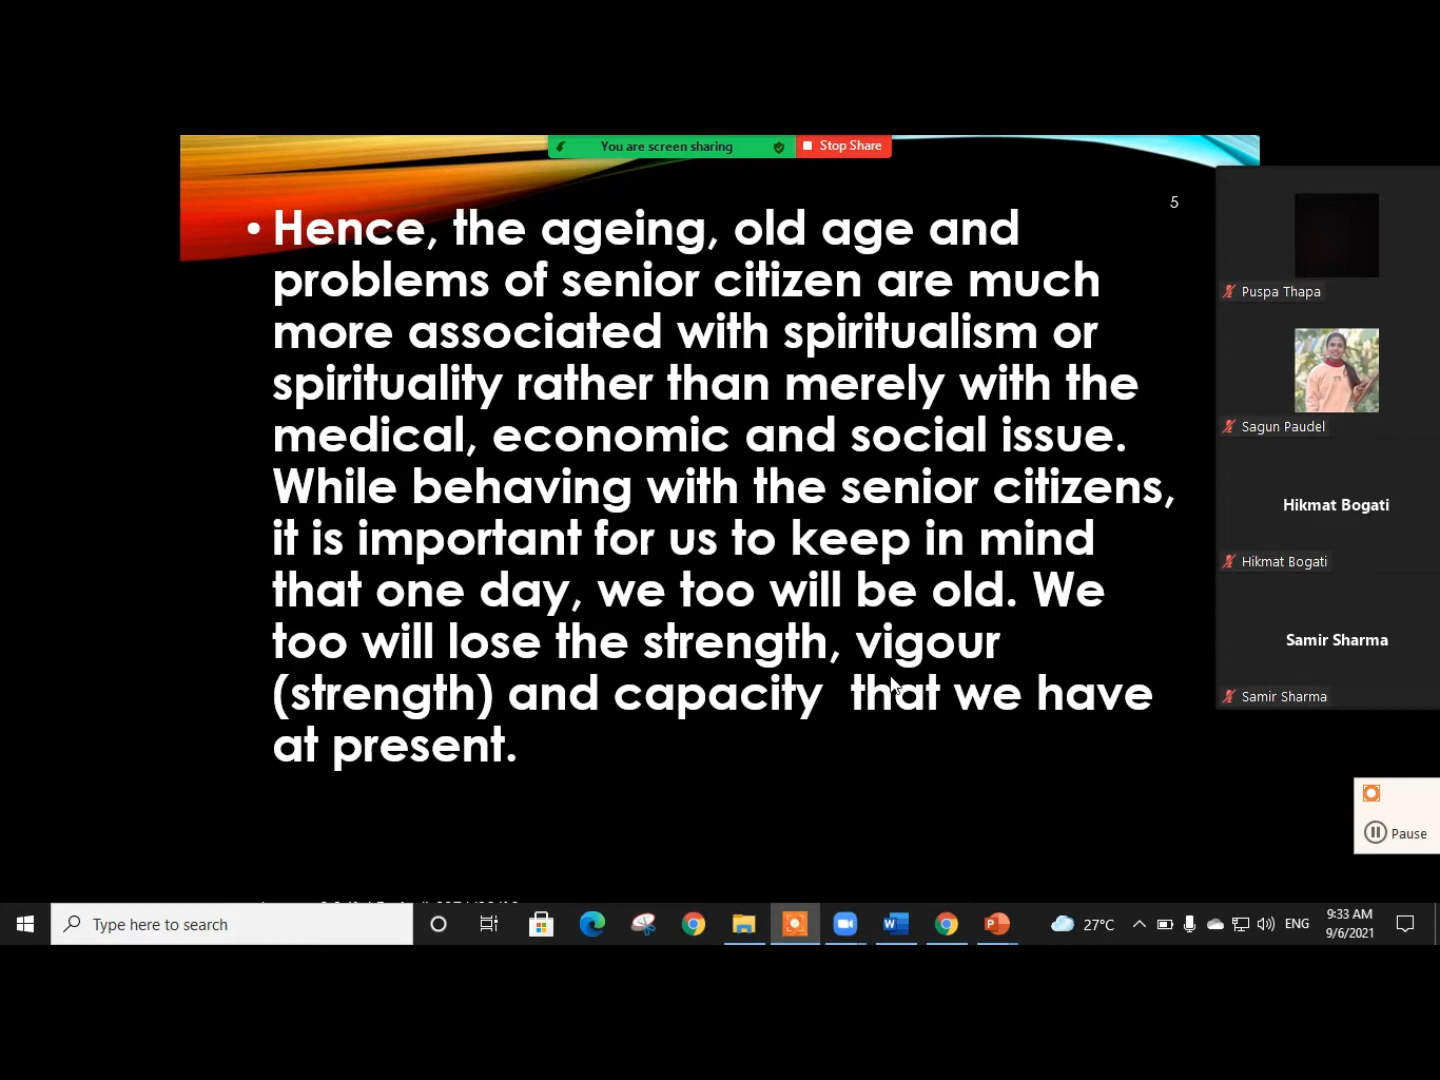 You are screen sharing
Stop Share
5
• Hence, the ageing, old age and
problems of senior citizen are much
more associated with spiritualism or
spirituality rather than merely with the
medical, economic and social issue.
While behaving with the senior citizens,
it is important for us to keep in mind
that one day, we too will be old. We
too will lose the strength, vigour
(strength) and capacity that we have
at present.
Puspa Thapa
Sagun Paudel
Hikmat Bogati
Hikmat Bogati
Samir Sharma
Samir Sharma
Pause
Type here to search
27°C
ENG
9:33 AM
9/6/2021